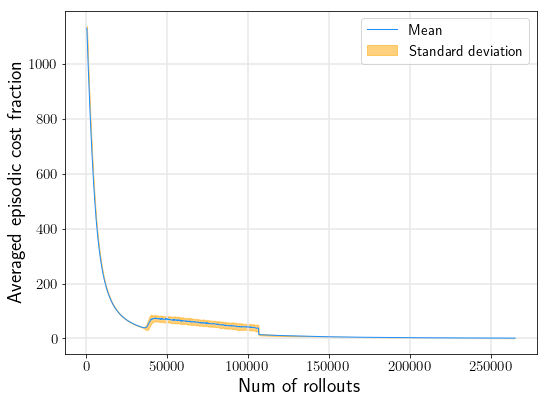 Mean
Standard deviation
1000
800
600
400
200
0
Averaged episodic cost fraction
0 50000 100000 150000 200000 250000
Num of rollouts